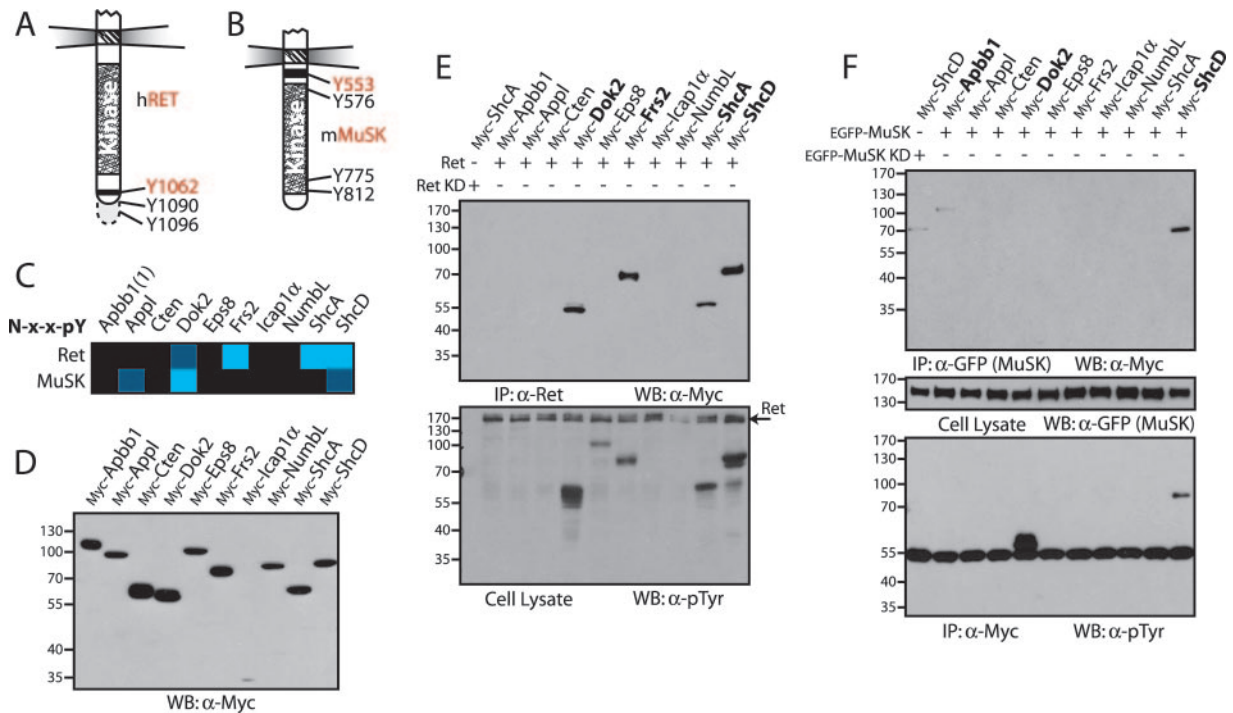 A
Kinase
hRET
Y1062
Y1090
Y1096
B
Kinase
mMuSK
Y553
Y576
Y775
Y812
C
N-x-x-pY
Apbb1(1) Appl Cten Dok2 Eps8 Frs2 Icap1α NumbL ShcA ShcD
Ret
MuSK
D
Myc-Apbb1 Myc-Appl Myc-Cten Myc-Dok2 Myc-Eps8 Myc-Frs2 Myc-Icap1α Myc-NumbL Myc-ShcA Myc-ShcD
130
100
70
55
40
35
WB: α-Myc
E
Myc-ShcA Myc-Apbb1 Myc-Appl Myc-Cten Myc-Dok2 Myc-Eps8 Myc-Frs2 Myc-Icap1α Myc-NumbL Myc-ShcA Myc-ShcD
Ret - + + + + + + + + + +
Ret KD + - - - - - - - - - -
170
130
100
70
55
40
35
IP: α-Ret WB: α-Myc
170
130
100
70
55
40
35
Ret
Cell Lysate WB: α-pTyr
F
Myc-ShcD Myc-Apbb1 Myc-Appl Myc-Cten Myc-Dok2 Myc-Eps8 Myc-Frs2 Myc-Icap1α Myc-NumbL Myc-ShcA Myc-ShcD
EGFP-MuSK - + + + + + + + + + +
EGFP-MuSK KD + - - - - - - - - - -
170
130
100
70
55
40
35
IP: α-GFP (MuSK) WB: α-Myc
170
130
Cell Lysate WB: α-GFP (MuSK)
170
130
100
70
55
40
35
IP: α-Myc WB: α-pTyr